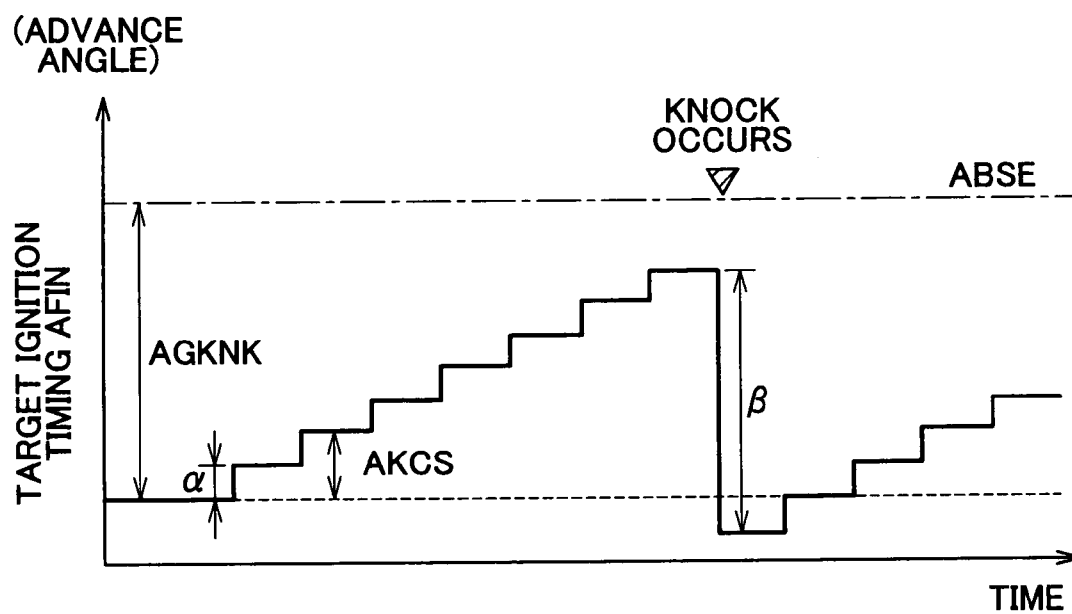 (ADVANCE
ANGLE)
KNOCK
OCCURS
ABSE
TARGET IGNITION
TIMING AFIN
AGKNK
α
AKCS
β
TIME